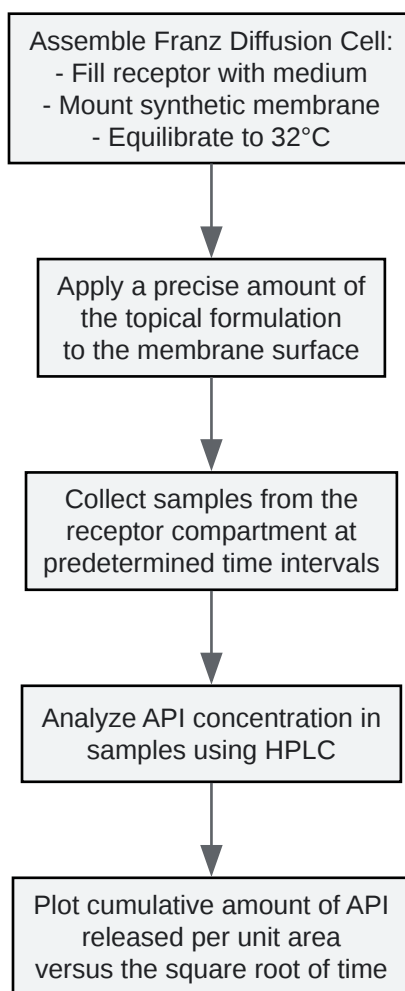 Assemble Franz Diffusion Cell:
- Fill receptor with medium
- Mount synthetic membrane
- Equilibrate to 32°C
Apply a precise amount of
the topical formulation
to the membrane surface
Collect samples from the
receptor compartment at
predetermined time intervals
Analyze API concentration in
samples using HPLC
Plot cumulative amount of API
released per unit area
versus the square root of time